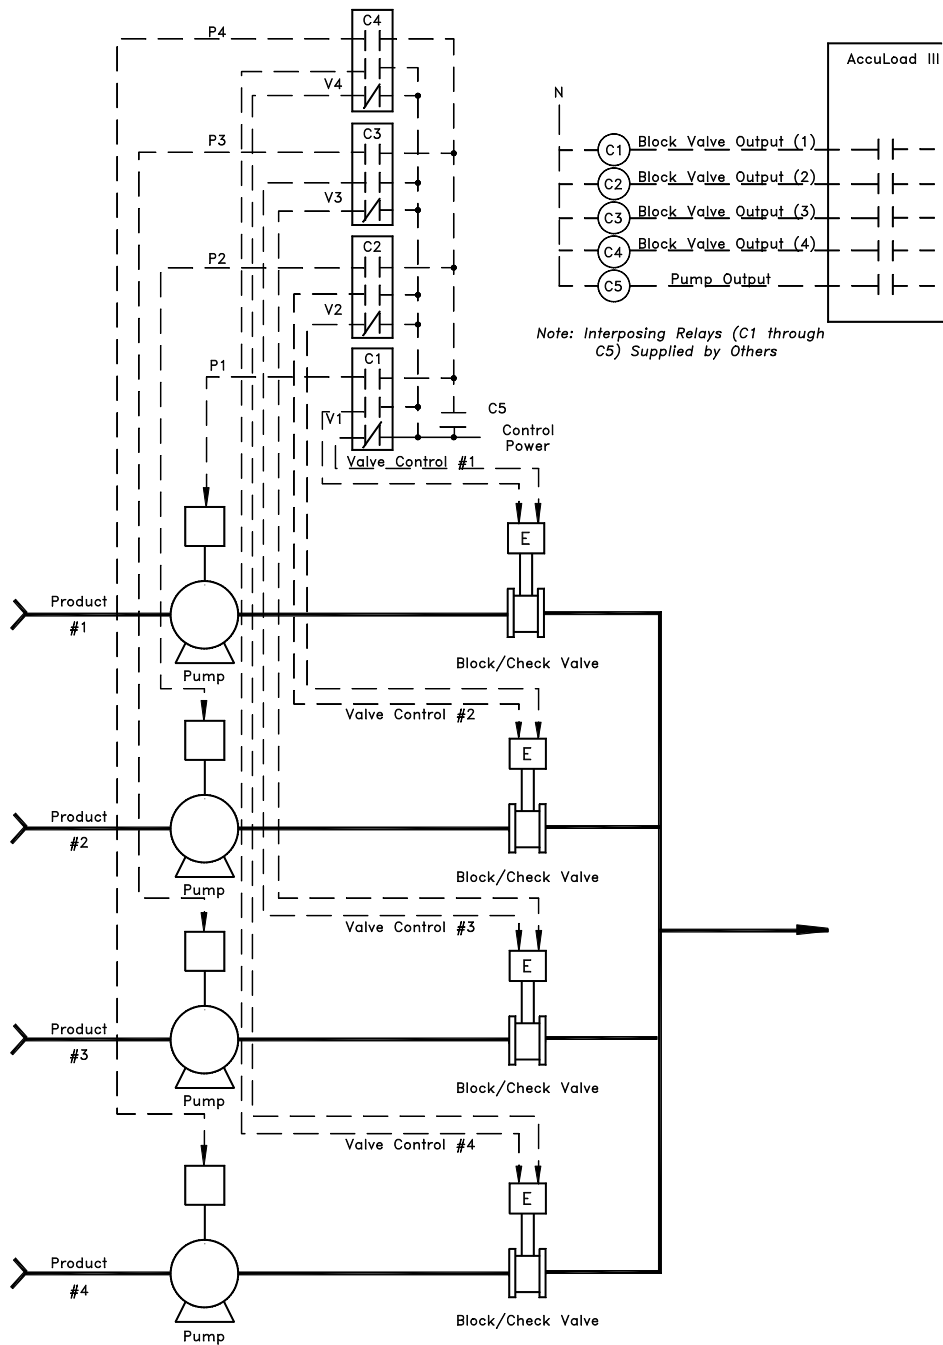 C4
P4
AccuLoad III
V4
N
C3
P3
C1 Block Valve Output (1)
C2 Block Valve Output (2)
V3
C3 Block Valve Output (3)
C2
P2
C4 Block Valve Output (4)
C5 Pump Output
V2
Note: Interposing Relays (C1 through
C5) Supplied by Others
C1
P1
V1
C5
Control
Power
Valve Control #1
E
Product
#1
Block/Check Valve
Pump
Valve Control #2
E
Product
#2
Block/Check Valve
Pump
Valve Control #3
E
Product
#3
Block/Check Valve
Pump
Valve Control #4
E
Product
#4
Block/Check Valve
Pump